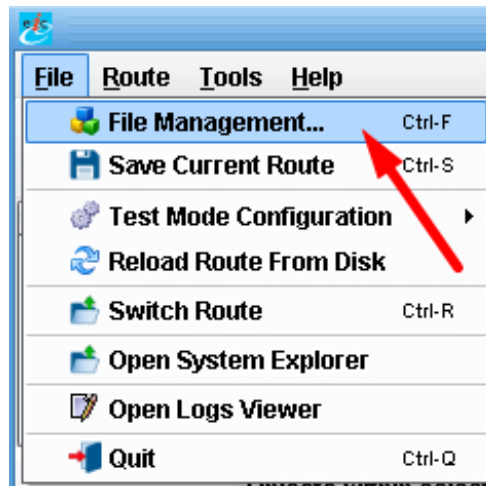 File Route Tools Help
File Management... Ctrl-F
Save Current Route Ctrl-S
Test Mode Configuration
Reload Route From Disk
Switch Route Ctrl-R
Open System Explorer
Open Logs Viewer
Quit Ctrl-Q